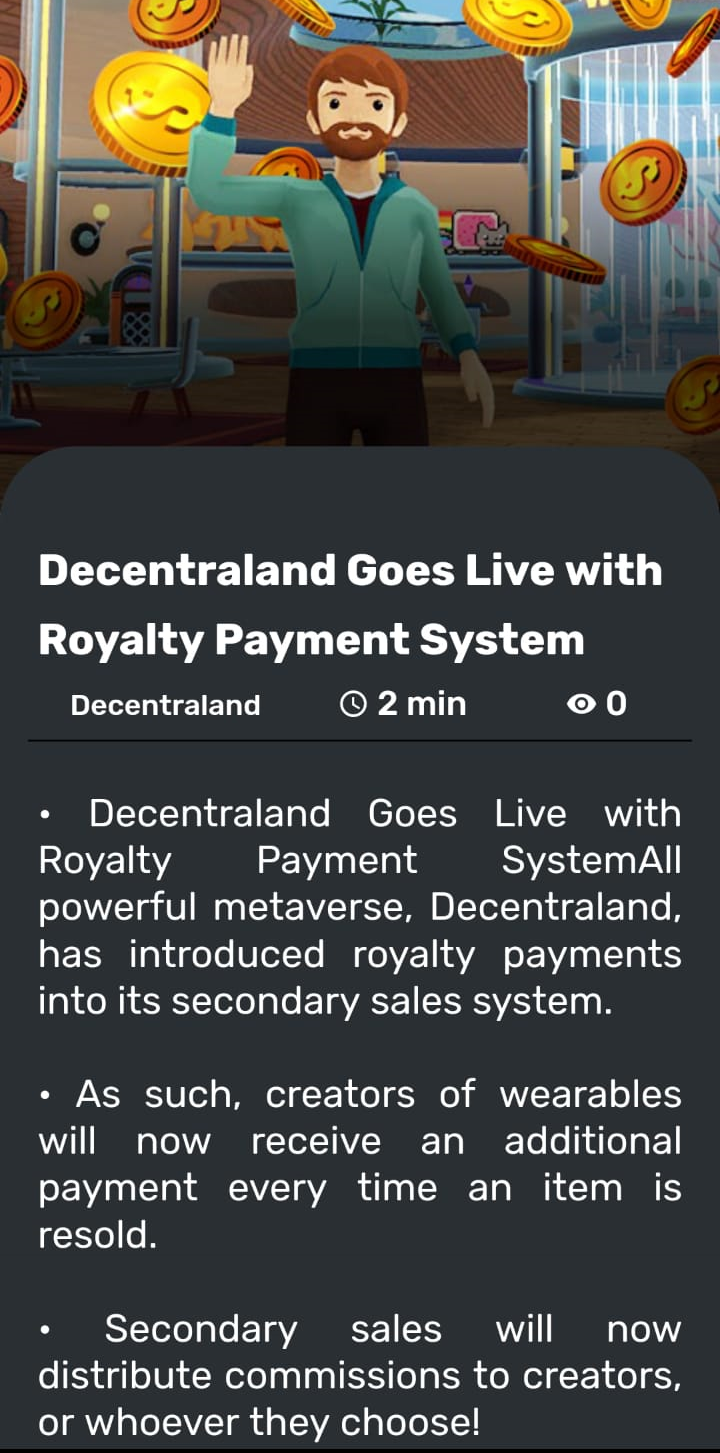 Decentraland Goes Live with
Royalty Payment System
Decentraland 2 min 0
• Decentraland Goes Live with
Royalty Payment SystemAll
powerful metaverse, Decentraland,
has introduced royalty payments
into its secondary sales system.
• As such, creators of wearables
will now receive an additional
payment every time an item is
resold.
• Secondary sales will now
distribute commissions to creators,
or whoever they choose!